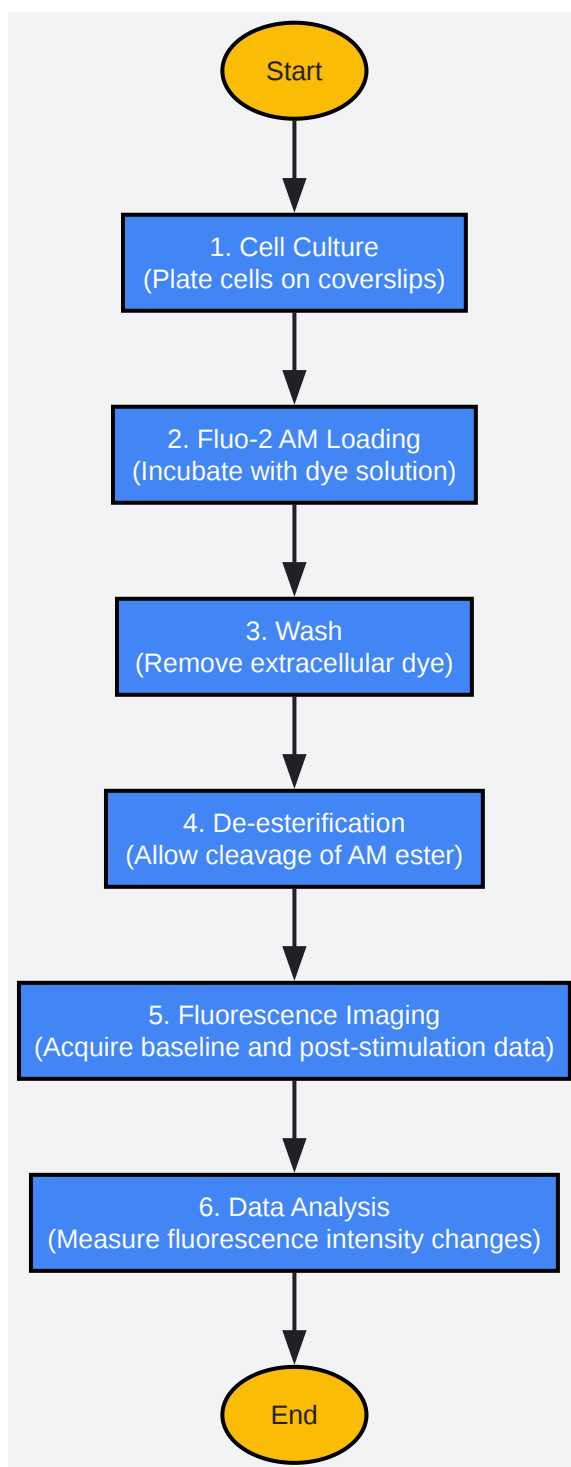 Start
1. Cell Culture
(Plate cells on coverslips)
2. Fluo-2 AM Loading
(Incubate with dye solution)
3. Wash
(Remove extracellular dye)
4. De-esterification
(Allow cleavage of AM ester)
5. Fluorescence Imaging
(Acquire baseline and post-stimulation data)
6. Data Analysis
(Measure fluorescence intensity changes)
End